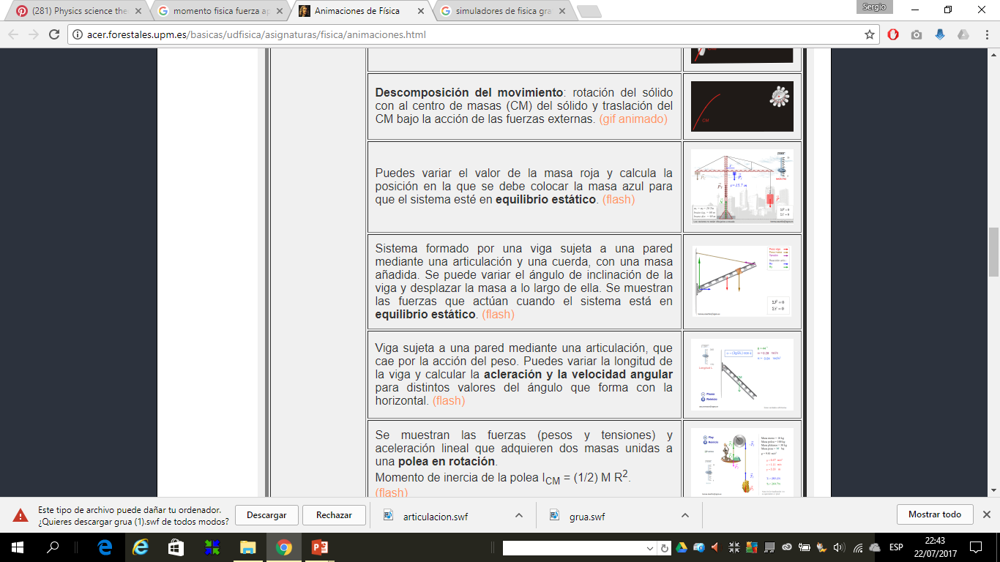 (281) Physics science the
momento fisica fuerza ap
Animaciones de Física
simuladores de fisica gra
Sergio
acer.forestales.upm.es/basicas/udfisica/asignaturas/fisica/animaciones.html
Descomposición del movimiento: rotación del sólido
con al centro de masas (CM) del sólido y traslación del
CM bajo la acción de las fuerzas externas. (gif animado)
CM
Puedes variar el valor de la masa roja y calcula la
posición en la que se debe colocar la masa azul para
que el sistema esté en equilibrio estático. (flash)
Sistema formado por una viga sujeta a una pared
mediante una articulación y una cuerda, con una masa
añadida. Se puede variar el ángulo de inclinación de la
viga y desplazar la masa a lo largo de ella. Se muestran
las fuerzas que actúan cuando el sistema está en
equilibrio estático. (flash)
Viga sujeta a una pared mediante una articulación, que
cae por la acción del peso. Puedes variar la longitud de
la viga y calcular la acleración y la velocidad angular
para distintos valores del ángulo que forma con la
horizontal. (flash)
Se muestran las fuerzas (pesos y tensiones) y
aceleración lineal que adquieren dos masas unidas a
una polea en rotación.
Momento de inercia de la polea ICM = (1/2) M R2.
(flash)
Este tipo de archivo puede dañar tu ordenador.
¿Quieres descargar grua (1).swf de todos modos?
Descargar
Rechazar
articulacion.swf
grua.swf
Mostrar todo
ESP
22:43
22/07/2017